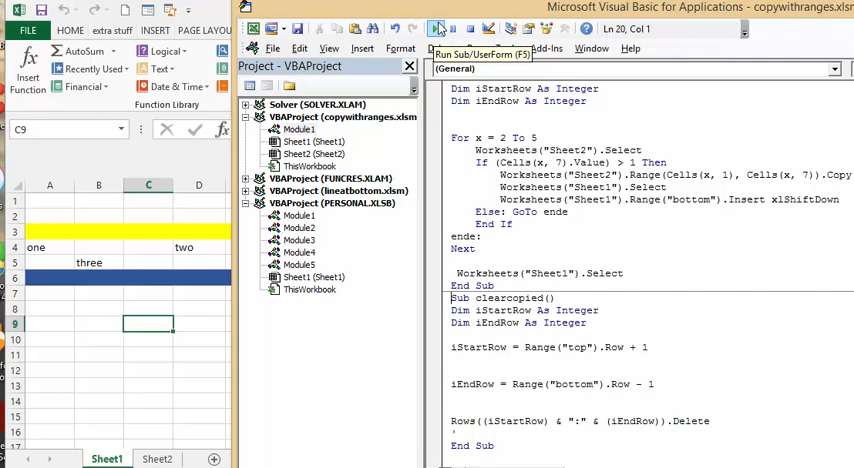 Microsoft Visual Basic for Applications - copywithranges.xlsm
FILE HOME extra stuff INSERT PAGE LAYOU
AutoSum
Logical
Recently Used
Text
Financial
Date & Time
Insert
Function
Function Library
C9
fx
A B C D
1
2
3
4 one two
5 three
6
7
8
9
10
11
12
13
14
15
16
17
Sheet1 Sheet2
File Edit View Insert Format Run Add-Ins Window Help
Ln 20, Col 1
Run Sub/UserForm (F5)
Project - VBAProject
Solver (SOLVER.XLAM)
VBAProject (copywithranges.xlsm
Module1
Sheet1 (Sheet1)
Sheet2 (Sheet2)
ThisWorkbook
VBAProject (FUNCRES.XLAM)
VBAProject (lineatbottom.xlsm)
VBAProject (PERSONAL.XLSB)
Module1
Module2
Module3
Module4
Module5
Sheet1 (Sheet1)
ThisWorkbook
(General)
Dim iStartRow As Integer
Dim iEndRow As Integer
For x = 2 To 5
Worksheets("Sheet2").Select
If (Cells(x, 7).Value) > 1 Then
Worksheets("Sheet2").Range(Cells(x, 1), Cells(x, 7)).Copy
Worksheets("Sheet1").Select
Worksheets("Sheet1").Range("bottom").Insert xlShiftDown
Else: GoTo ende
End If
ende:
Next
Worksheets("Sheet1").Select
End Sub
Sub clearcopied()
Dim iStartRow As Integer
Dim iEndRow As Integer
iStartRow = Range("top").Row + 1
iEndRow = Range("bottom").Row - 1
Rows((iStartRow) & ":" & (iEndRow)).Delete
'
End Sub